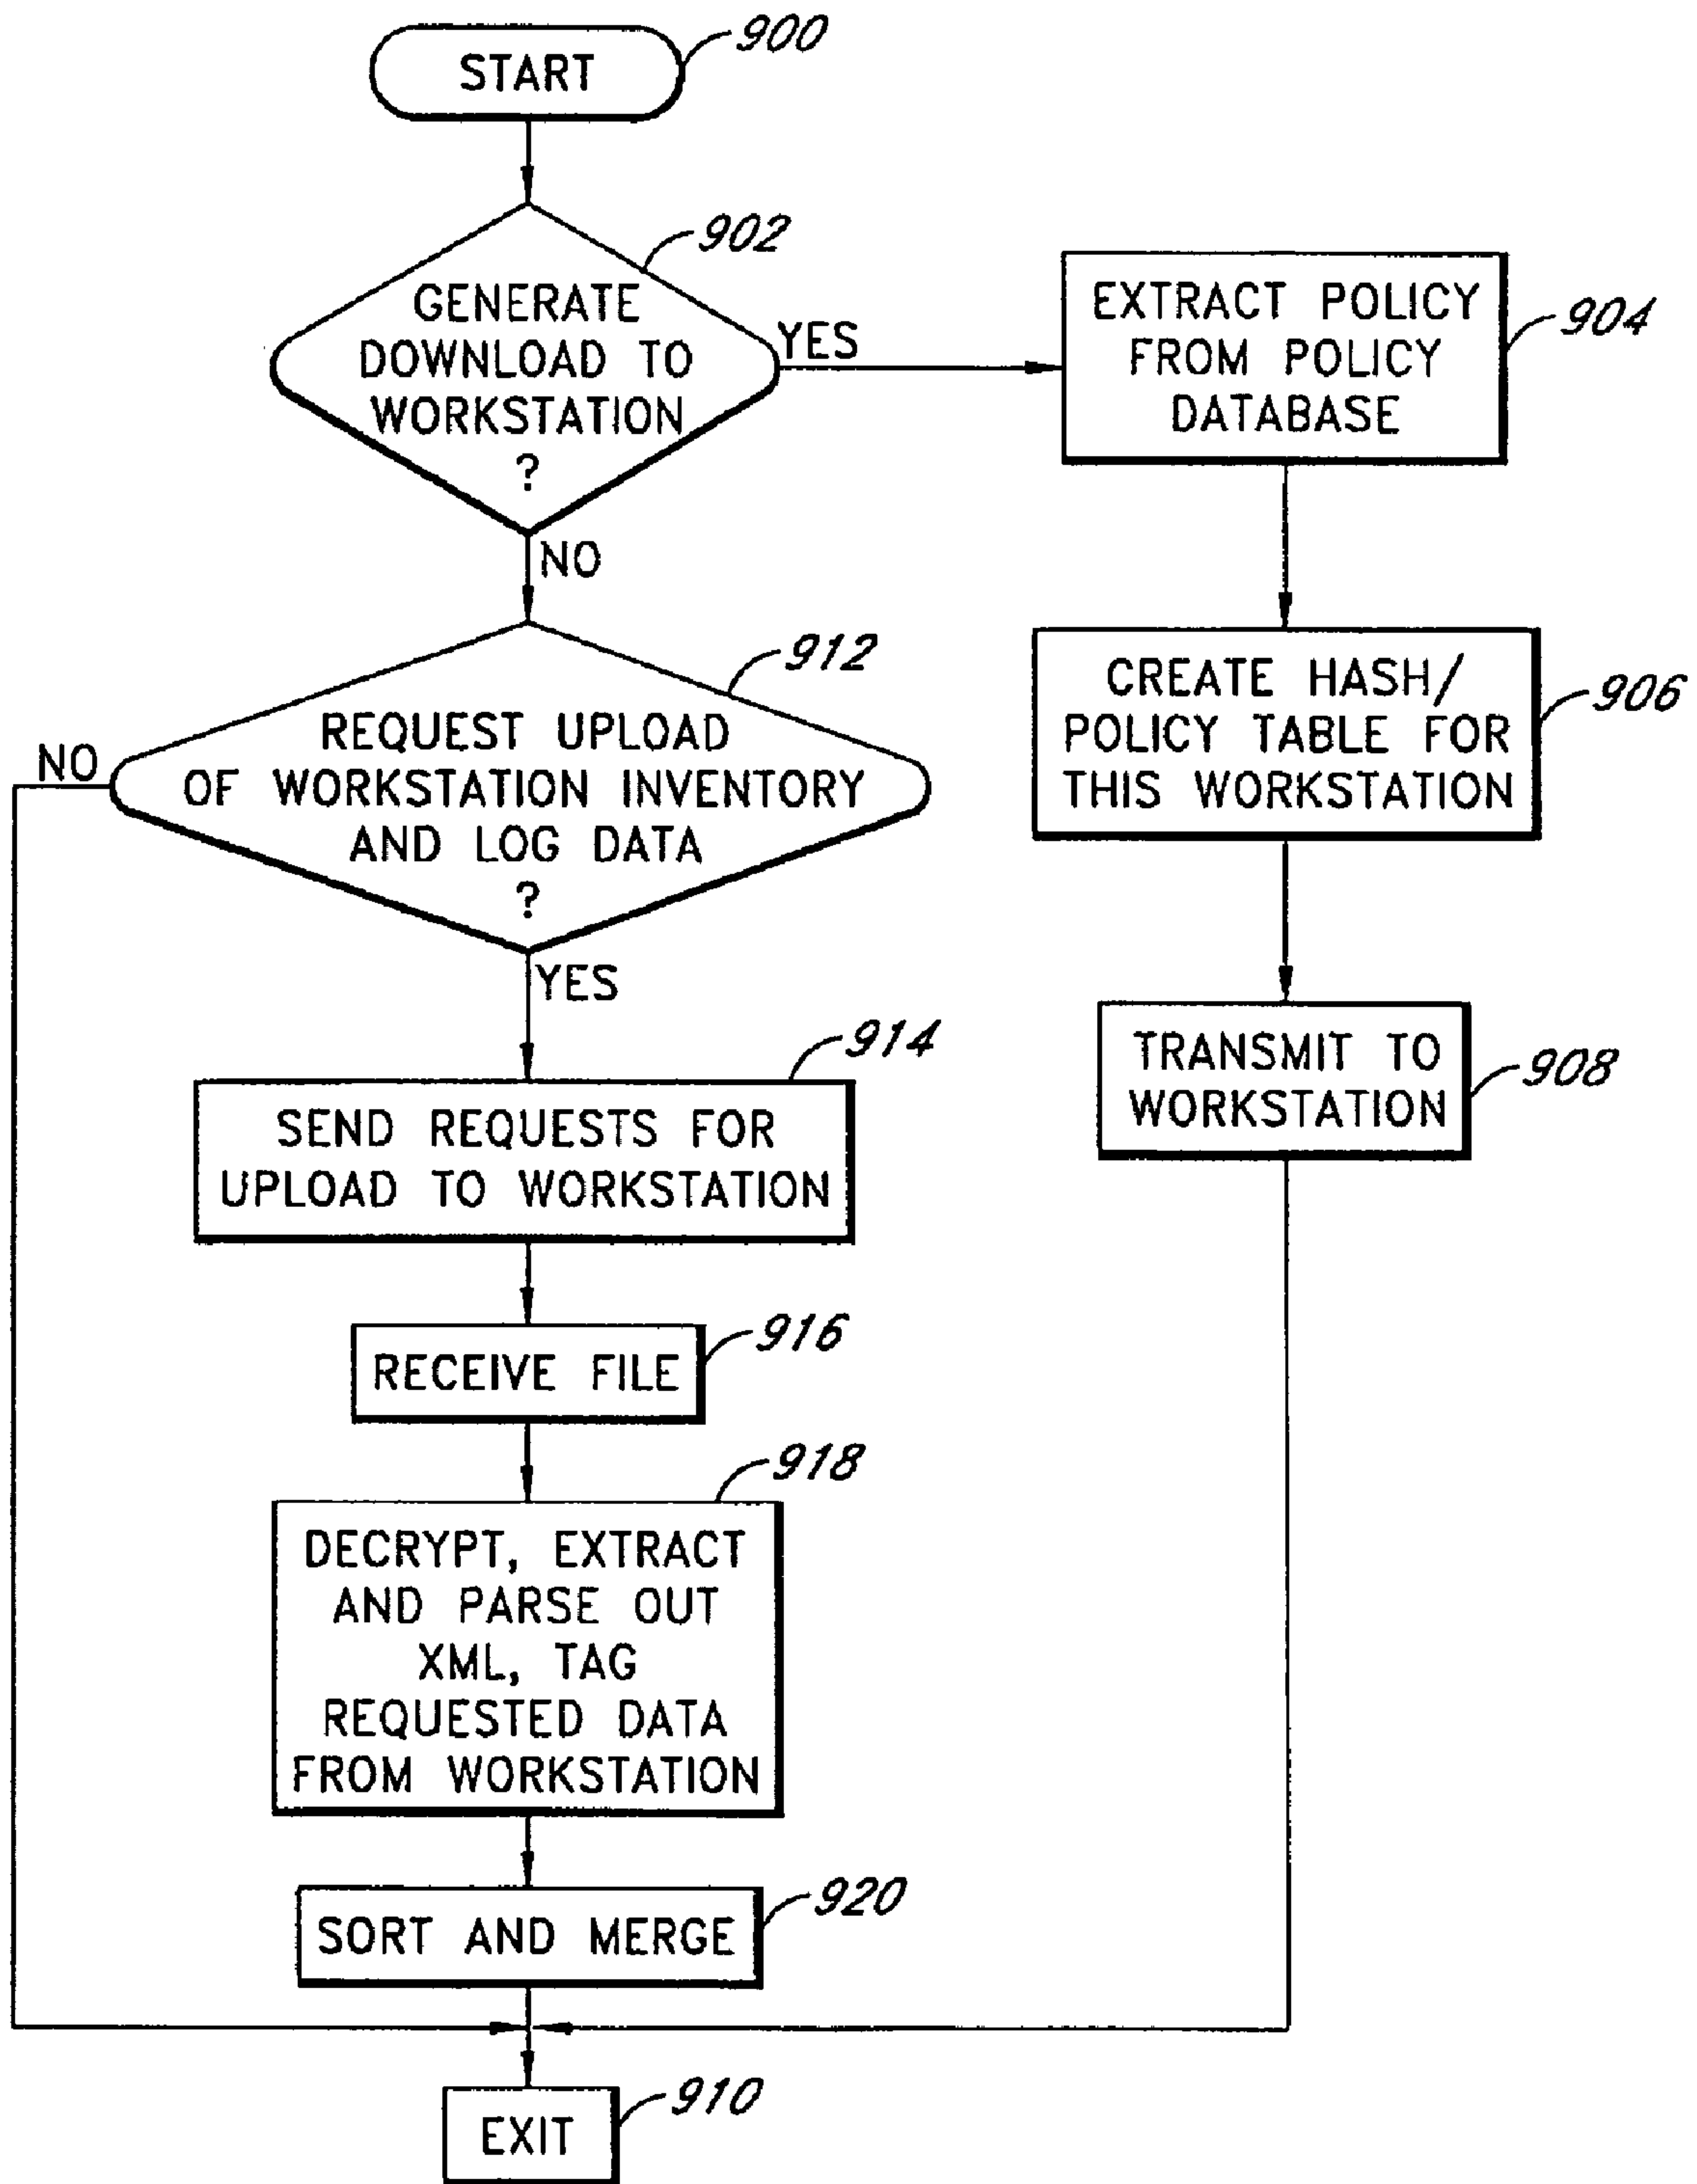 900
START
902
GENERATE
DOWNLOAD TO
WORKSTATION
?
YES
NO
EXTRACT POLICY
FROM POLICY
DATABASE
904
CREATE HASH/
POLICY TABLE FOR
THIS WORKSTATION
906
TRANSMIT TO
WORKSTATION
908
912
REQUEST UPLOAD
OF WORKSTATION INVENTORY
AND LOG DATA
?
NO
YES
914
SEND REQUESTS FOR
UPLOAD TO WORKSTATION
916
RECEIVE FILE
918
DECRYPT, EXTRACT
AND PARSE OUT
XML, TAG
REQUESTED DATA
FROM WORKSTATION
920
SORT AND MERGE
910
EXIT